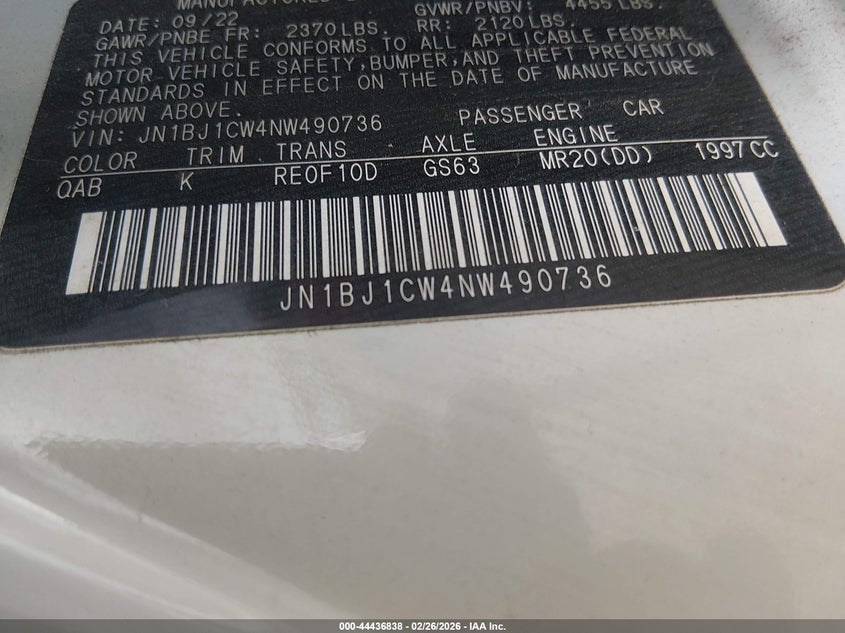 DATE: 09/22 GVWR/PNBV: 4455 LBS.
GAWR/PNBE FR: 2370LBS. RR: 2120LBS.
THIS VEHICLE CONFORMS TO ALL APPLICABLE FEDERAL
MOTOR VEHICLE SAFETY,BUMPER,AND THEFT PREVENTION
STANDARDS IN EFFECT ON THE DATE OF MANUFACTURE
SHOWN ABOVE.
VIN: JN1BJ1CW4NW490736 PASSENGER CAR
COLOR TRIM TRANS AXLE ENGINE
QAB K RE0F10D GS63 MR20(DD) 1997CC
JN1BJ1CW4NW490736
000-44436838 - 02/26/2026 - IAA Inc.